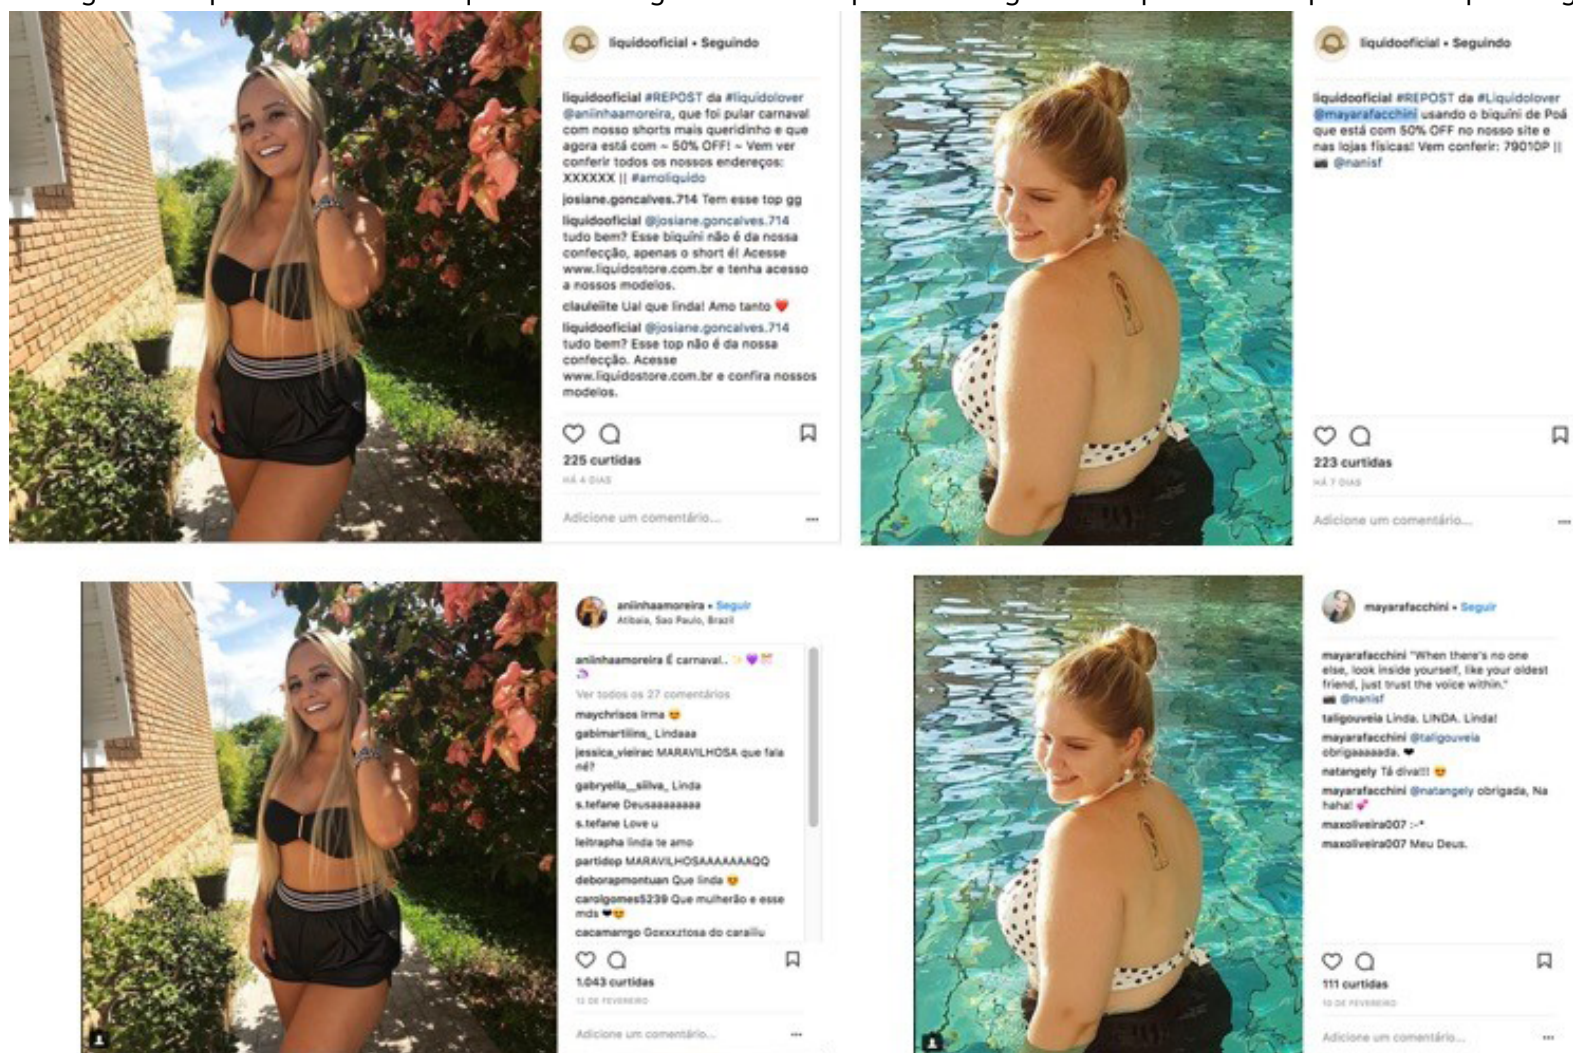 liquidooficial • Seguindo
liquidooficial #REPOST da #liquidolover
@aniinhaamoreira, que foi pular carnaval
com nosso shorts mais queridinho e que
agora está com ~ 50% OFF! ~ Vem ver
conferir todos os nossos endereços:
XXXXXX || #amoliquido
josiane.goncalves.714 Tem esse top gg
liquidooficial @josiane.goncalves.714
tudo bem? Esse biquíni não é da nossa
confecção, apenas o short é! Acesse
www.liquidostore.com.br e tenha acesso
a nossos modelos.
clauleiite Ual que linda! Amo tanto ❤️
liquidooficial @josiane.goncalves.714
tudo bem? Esse top não é da nossa
confecção. Acesse
www.liquidostore.com.br e confira nossos
modelos.
225 curtidas
HÁ 4 DIAS
Adicione um comentário...
liquidooficial • Seguindo
liquidooficial #REPOST da #Liquidolover
@mayarafacchini usando o biquíni de Poá
que está com 50% OFF no nosso site e
nas lojas físicas! Vem conferir: 79010P ||
📷 @nanisf
223 curtidas
HÁ 7 DIAS
Adicione um comentário...
aniinhaamoreira • Seguir
Atibaia, Sao Paulo, Brazil
aniinhaamoreira É carnaval..
Ver todos os 27 comentários
maychrisos Irma 😍
gabimartiiins_ Lindaaa
jessica_vieirac MARAVILHOSA que fala
né?
gabryella__siilva_ Linda
s.tefane Deusaaaaaaaa
s.tefane Love u
leitrapha linda te amo
partidop MARAVILHOSAAAAAAAQQ
deborapmontuan Que linda 😍
carolgomes5239 Que mulherão e esse
mds ❤😍
cacamarrgo Goxxxztosa do caraiiu
1.043 curtidas
12 DE FEVEREIRO
Adicione um comentário...
mayarafacchini • Seguir
mayarafacchini "When there's no one
else, look inside yourself, like your oldest
friend, just trust the voice within."
📷 @nanisf
taligouveia Linda. LINDA. Linda!
mayarafacchini @taligouveia
obrigaaaaada. ❤
natangely Tá diva!!! 😍
mayarafacchini @natangely obrigada, Na
haha! 💕
maxoliveira007 :-*
maxoliveira007 Meu Deus.
111 curtidas
10 DE FEVEREIRO
Adicione um comentário...